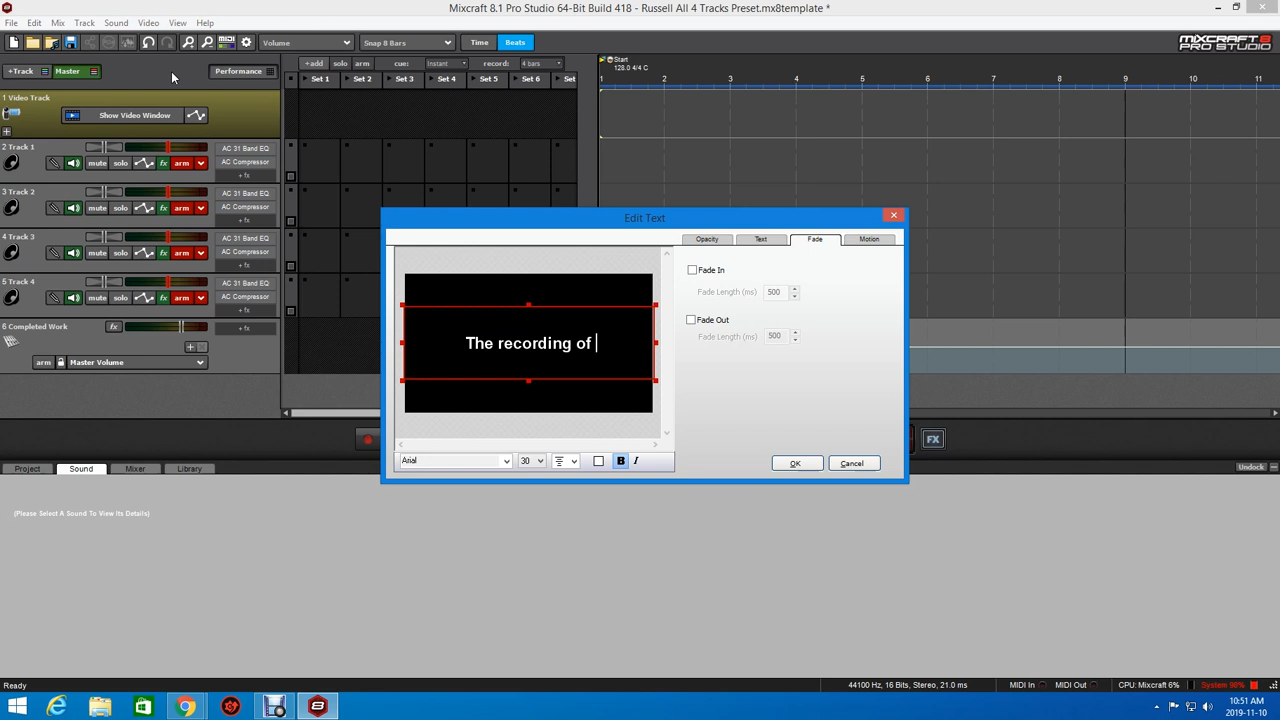 Mixcraft 8.1 Pro Studio 64-Bit Build 418 - Russell All 4 Tracks Preset.mx8template *
File Edit Mix Track Sound Video View Help
Volume Snap 8 Bars Time Beats
MIXCRAFT 8.1
PRO STUDIO
+Track Master Performance
+add solo arm cue: Instant record: 4 bars
Start
128.0 4/4 C
Set 1 Set 2 Set 3 Set 4 Set 5 Set 6 Set
1 2 3 4 5 6 7 8 9 10 11
1 Video Track
Show Video Window
2 Track 1
AC 31 Band EQ
mute solo fx arm
AC Compressor
+ fx
3 Track 2
AC 31 Band EQ
mute solo fx arm
AC Compressor
+ fx
4 Track 3
AC 31 Band EQ
mute solo fx arm
AC Compressor
+ fx
5 Track 4
AC 31 Band EQ
mute solo fx arm
AC Compressor
+ fx
6 Completed Work fx
+ fx
arm Master Volume
Edit Text
Opacity Text Fade Motion
Fade In
Fade Length (ms) 500
Fade Out
Fade Length (ms) 500
The recording of
Arial 30 B I
OK Cancel
FX
Project Sound Mixer Library
Undock
(Please Select A Sound To View Its Details)
Ready
44100 Hz, 16 Bits, Stereo, 21.0 ms MIDI In MIDI Out CPU: Mixcraft 6% System 98%
10:51 AM
2019-11-10